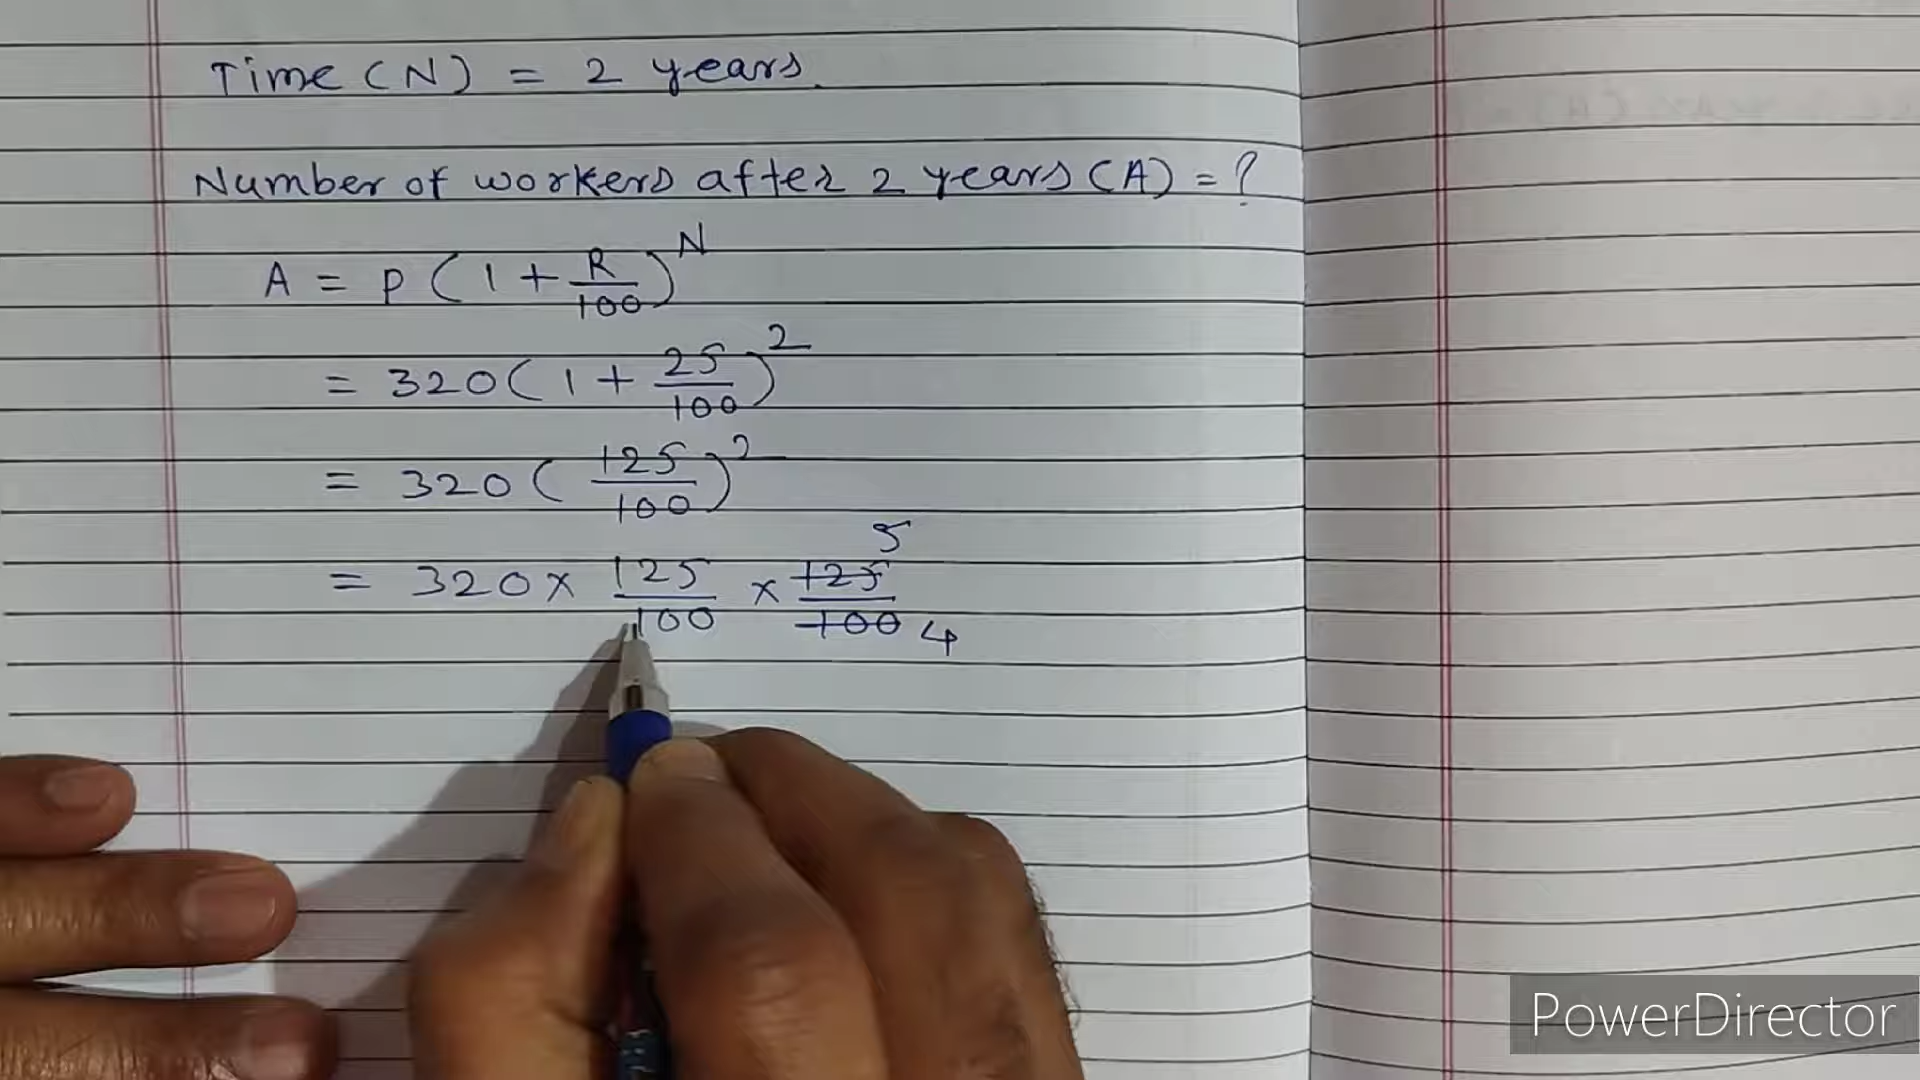 Time (N) = 2 years.
Number of workers after 2 years (A) = ?
A = P ( 1 + R/100 )^N
= 320 ( 1 + 25/100 )^2
= 320 ( 125/100 )^2
5
= 320 × 125/100 × 125/100 4
PowerDirector